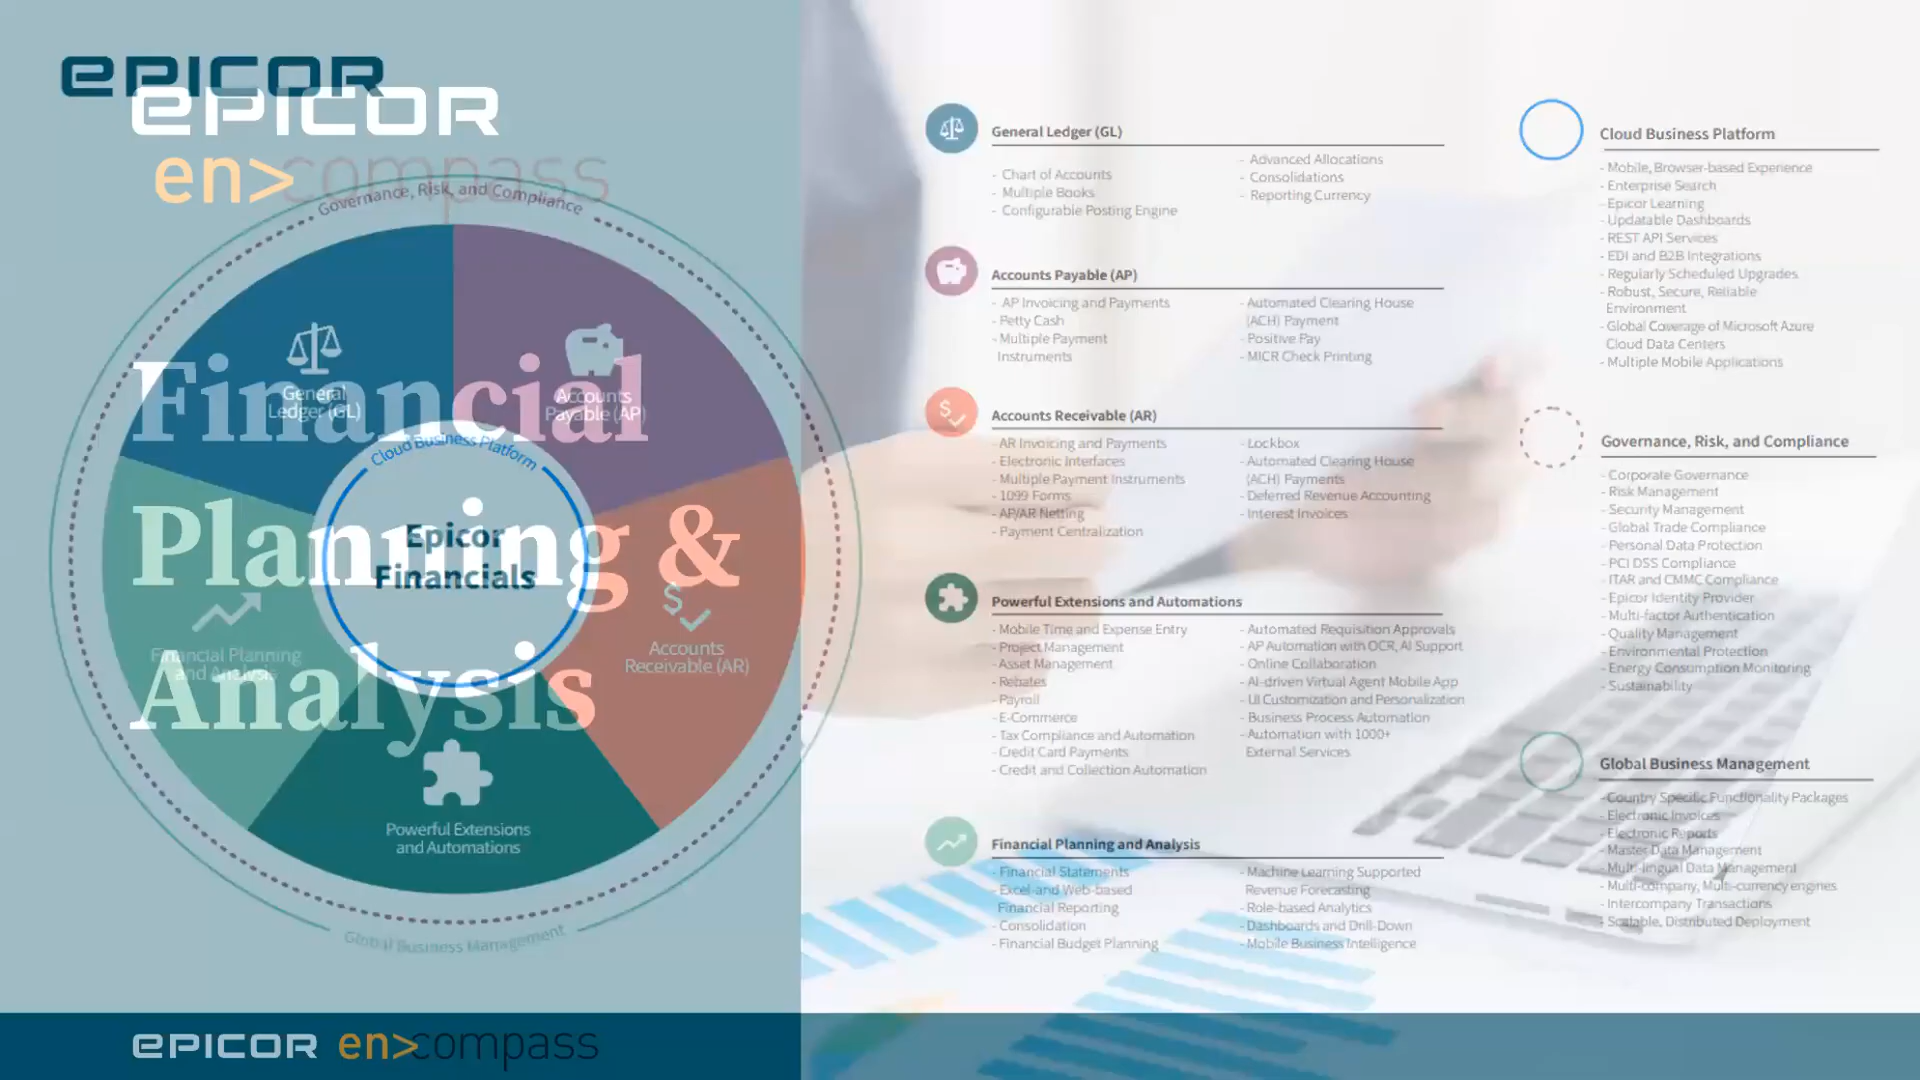 EPICOR
EPICOR
en>compass
Governance, Risk, and Compliance
Financial
Planning &
Analysis
General
Ledger (GL)
Accounts
Payable (AP)
Cloud Business Platform
Epicor
Financials
Financial Planning
and Analysis
Accounts
Receivable (AR)
Powerful Extensions
and Automations
Global Business Management
General Ledger (GL)
- Chart of Accounts
- Multiple Books
- Configurable Posting Engine
- Advanced Allocations
- Consolidations
- Reporting Currency
Accounts Payable (AP)
- AP Invoicing and Payments
- Petty Cash
- Multiple Payment
Instruments
- Automated Clearing House
(ACH) Payment
- Positive Pay
- MICR Check Printing
Accounts Receivable (AR)
- AR Invoicing and Payments
- Electronic Interfaces
- Multiple Payment Instruments
- 1099 Forms
- AP/AR Netting
- Payment Centralization
- Lockbox
- Automated Clearing House
(ACH) Payments
- Deferred Revenue Accounting
- Interest Invoices
Powerful Extensions and Automations
- Mobile Time and Expense Entry
- Project Management
- Asset Management
- Rebates
- Payroll
- E-Commerce
- Tax Compliance and Automation
- Credit Card Payments
- Credit and Collection Automation
- Automated Requisition Approvals
- AP Automation with OCR, AI Support
- Online Collaboration
- AI-driven Virtual Agent Mobile App
- UI Customization and Personalization
- Business Process Automation
- Automation with 1000+
External Services
Financial Planning and Analysis
- Financial Statements
- Excel-and Web-based
Financial Reporting
- Consolidation
- Financial Budget Planning
- Machine Learning Supported
Revenue Forecasting
- Role-based Analytics
- Dashboards and Drill-Down
- Mobile Business Intelligence
Cloud Business Platform
- Mobile, Browser-based Experience
- Enterprise Search
- Epicor Learning
- Updatable Dashboards
- REST API Services
- EDI and B2B Integrations
- Regularly Scheduled Upgrades
- Robust, Secure, Reliable
Environment
- Global Coverage of Microsoft Azure
Cloud Data Centers
- Multiple Mobile Applications
Governance, Risk, and Compliance
- Corporate Governance
- Risk Management
- Security Management
- Global Trade Compliance
- Personal Data Protection
- PCI DSS Compliance
- ITAR and CMMC Compliance
- Epicor Identity Provider
- Multi-factor Authentication
- Quality Management
- Environmental Protection
- Energy Consumption Monitoring
- Sustainability
Global Business Management
- Country Specific Functionality Packages
- Electronic Invoices
- Electronic Reports
- Master Data Management
- Multi-lingual Data Management
- Multi-company, Multi-currency engines
- Intercompany Transactions
- Scalable, Distributed Deployment
EPICOR en>compass